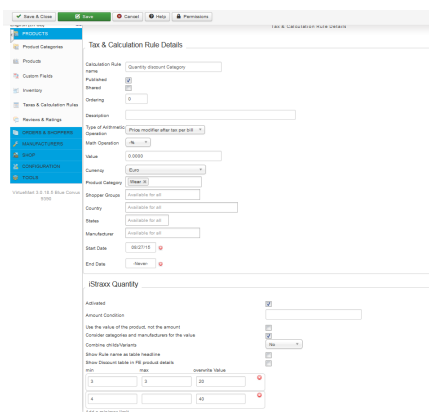 Save & Close
Save
Cancel
Help
Permissions
Tax & Calculation Rule Details
PRODUCTS
Product Categories
Products
Custom Fields
Inventory
Taxes & Calculation Rules
Reviews & Ratings
ORDERS & SHOPPERS
MANUFACTURERS
SHOP
CONFIGURATION
TOOLS
Tax & Calculation Rule Details
Calculation Rule name
Quantity discount Category
Published
Shared
Ordering
0
Description
Type of Arithmetic Operation
Price modifier after tax per bill
Math Operation
-%
Value
0.0000
Currency
Euro
Product Category
Wear
Shopper Groups
Available for all
Country
Available for all
States
Available for all
Manufacturer
Available for all
Start Date
09/27/15
End Date
Never
iStraxx Quantity
Activated
Amount Condition
Use the value of the product, not the amount
Consider categories and manufacturers for the value
Combine childs/Variants
No
Show Rule name as table headline
Show Discount table in FE product details
min
max
overwrite Value
4
40